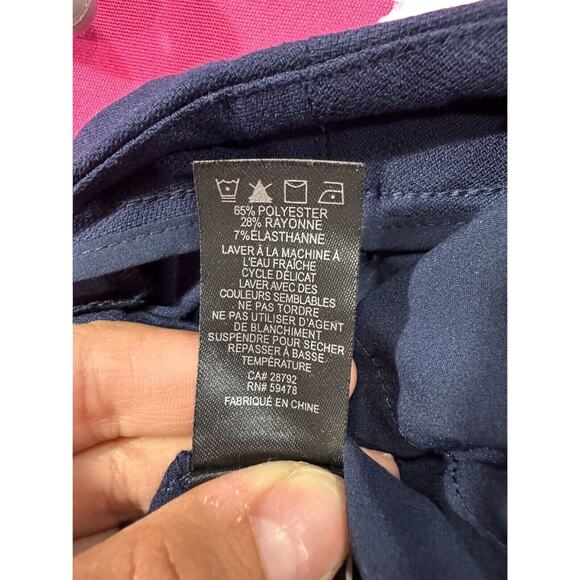 65% POLYESTER
28% RAYONNE
7% ÉLASTHANNE
LAVER À LA MACHINE À
L'EAU FRAÎCHE
CYCLE DÉLICAT
LAVER AVEC DES
COULEURS SEMBLABLES
NE PAS TORDRE
NE PAS UTILISER D'AGENT
DE BLANCHIMENT
SUSPENDRE POUR SÉCHER
REPASSER À BASSE
TEMPÉRATURE
CA# 28792
RN# 59478
FABRIQUÉ EN CHINE